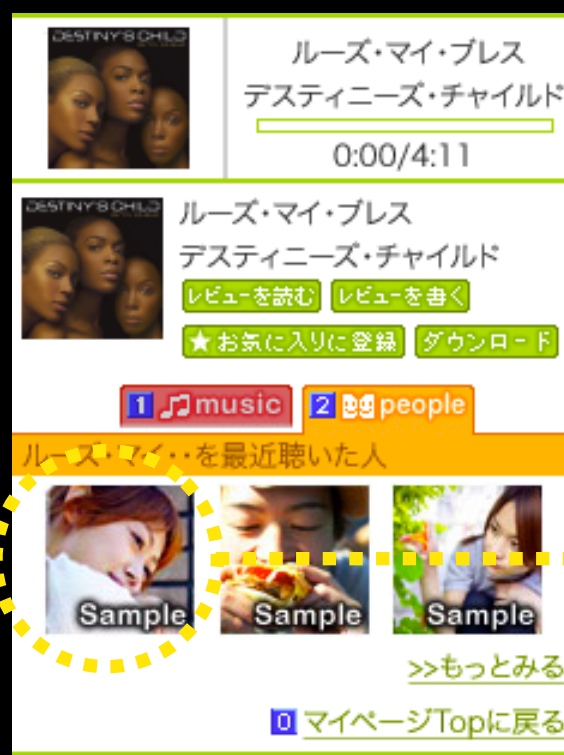 DESTINY'S CHILD
ルーズ・マイ・ブレス
デスティニーズ・チャイルド
0:00/4:11
DESTINY'S CHILD
ルーズ・マイ・ブレス
デスティニーズ・チャイルド
レビューを読む レビューを書く
★お気に入りに登録 ダウンロード
1 music 2 people
ルーズ・マイ・・を最近聴いた人
Sample Sample Sample
>>もっとみる
0 マイページTopに戻る